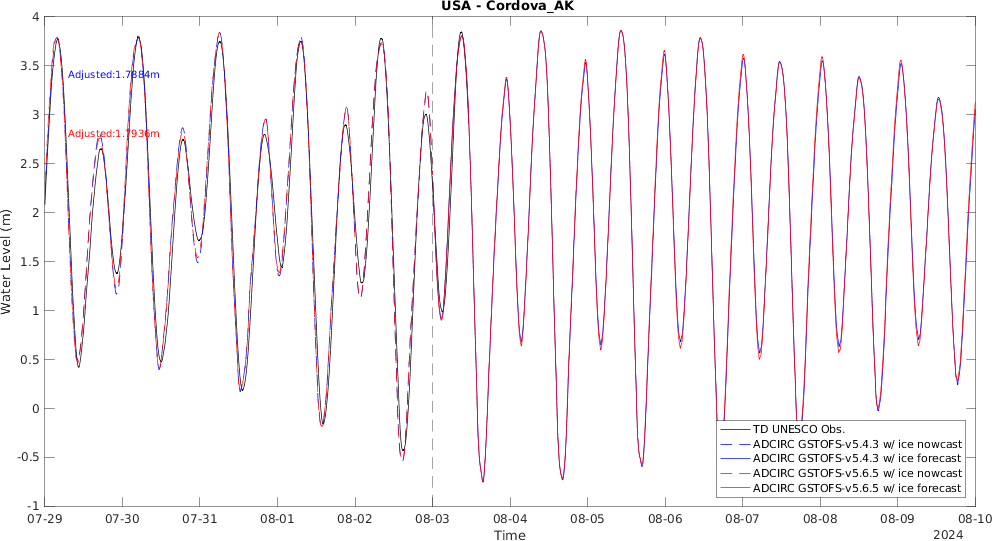 USA - Cordova_AK
4
3.5
3
2.5
2
1.5
1
0.5
0
-0.5
-1
Water Level (m)
Adjusted:1.7884m
Adjusted:1.7936m
TD UNESCO Obs.
ADCIRC GSTOFS-v5.4.3 w/ ice nowcast
ADCIRC GSTOFS-v5.4.3 w/ ice forecast
ADCIRC GSTOFS-v5.6.5 w/ ice nowcast
ADCIRC GSTOFS-v5.6.5 w/ ice forecast
07-29 07-30 07-31 08-01 08-02 08-03 08-04 08-05 08-06 08-07 08-08 08-09 08-10
Time
2024